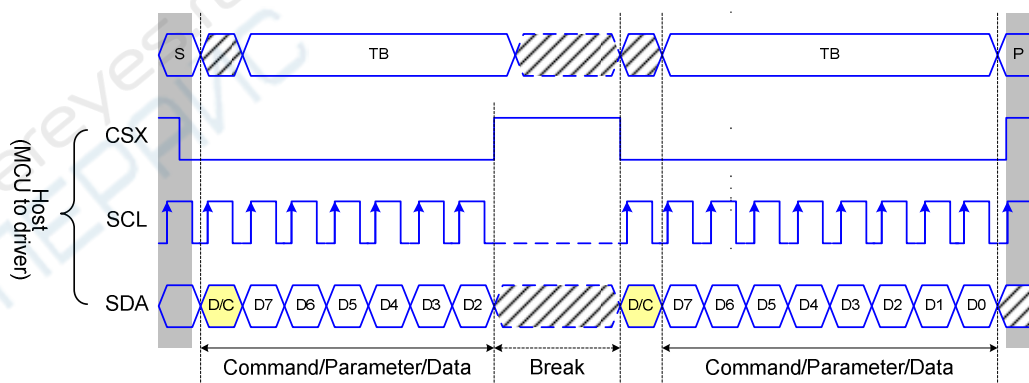 S TB TB P
CSX
SCL
SDA D/C D7 D6 D5 D4 D3 D2 D/C D7 D6 D5 D4 D3 D2 D1 D0
Host
(MCU to driver)
Command/Parameter/Data Break Command/Parameter/Data